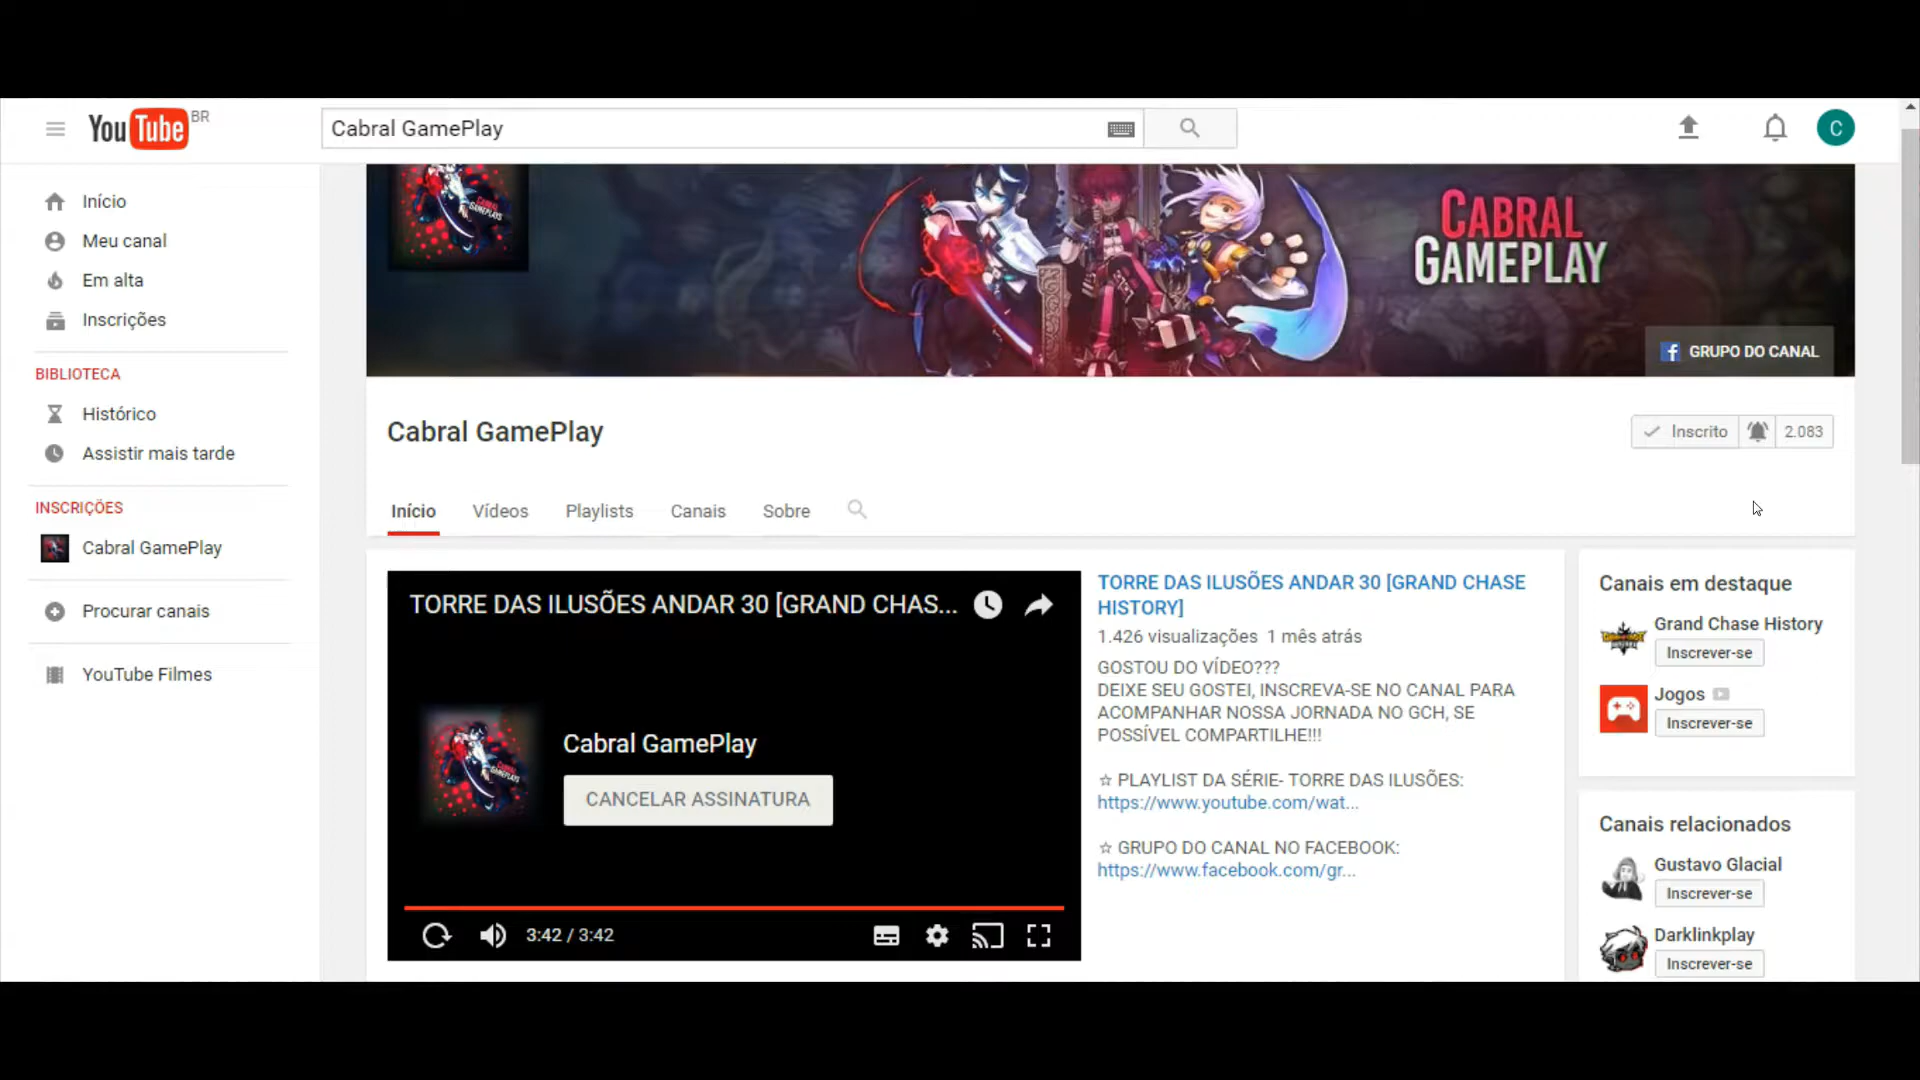 YouTube BR
Cabral GamePlay
C
Início
Meu canal
Em alta
Inscrições
BIBLIOTECA
Histórico
Assistir mais tarde
INSCRIÇÕES
Cabral GamePlay
Procurar canais
YouTube Filmes
CABRAL
GAMEPLAYS
CABRAL
GAMEPLAY
GRUPO DO CANAL
Cabral GamePlay
Inscrito 2.083
Início Vídeos Playlists Canais Sobre
TORRE DAS ILUSÕES ANDAR 30 [GRAND CHAS...
Cabral GamePlay
CABRAL
GAMEPLAYS
CANCELAR ASSINATURA
3:42 / 3:42
TORRE DAS ILUSÕES ANDAR 30 [GRAND CHASE
HISTORY]
1.426 visualizações 1 mês atrás
GOSTOU DO VÍDEO???
DEIXE SEU GOSTEI, INSCREVA-SE NO CANAL PARA
ACOMPANHAR NOSSA JORNADA NO GCH, SE
POSSÍVEL COMPARTILHE!!!
☆ PLAYLIST DA SÉRIE- TORRE DAS ILUSÕES:
https://www.youtube.com/wat...
☆ GRUPO DO CANAL NO FACEBOOK:
https://www.facebook.com/gr...
Canais em destaque
Grand Chase History
Inscrever-se
Jogos
Inscrever-se
Canais relacionados
Gustavo Glacial
Inscrever-se
Darklinkplay
Inscrever-se